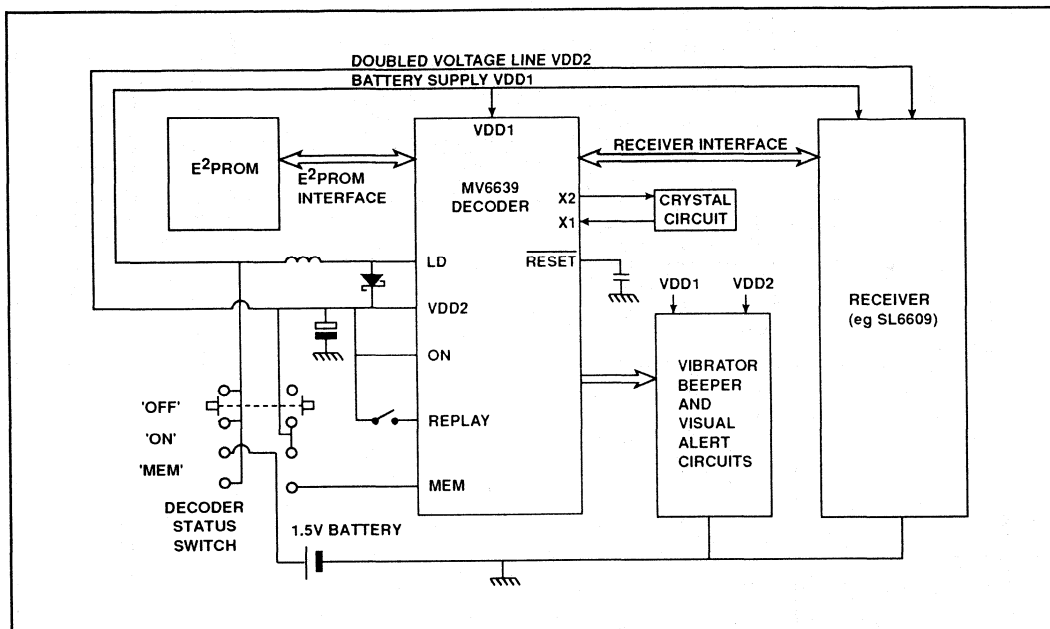 DOUBLED VOLTAGE LINE VDD2
BATTERY SUPPLY VDD1
VDD1
E²PROM
E²PROM
INTERFACE
MV6639
DECODER
RECEIVER INTERFACE
X2
X1
CRYSTAL
CIRCUIT
LD
RESET
VDD2
VDD1
VDD2
RECEIVER
(eg SL6609)
ON
VIBRATOR
BEEPER
AND
VISUAL
ALERT
CIRCUITS
'OFF'
REPLAY
'ON'
'MEM'
MEM
DECODER
STATUS
SWITCH
1.5V BATTERY